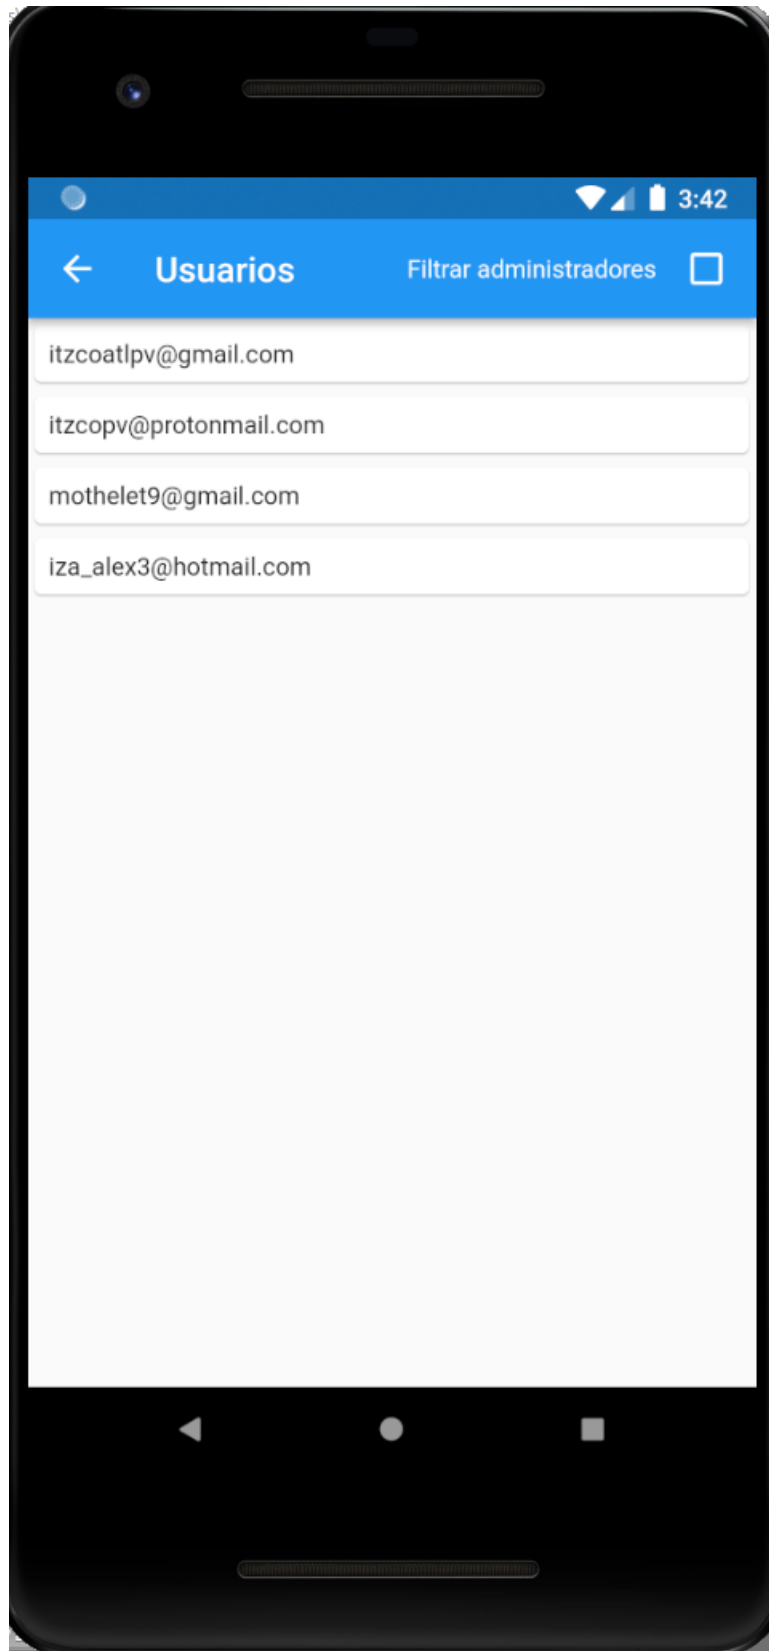 3:42
Usuarios Filtrar administradores
itzcoatlpv@gmail.com
itzcopv@protonmail.com
mothelet9@gmail.com
iza_alex3@hotmail.com